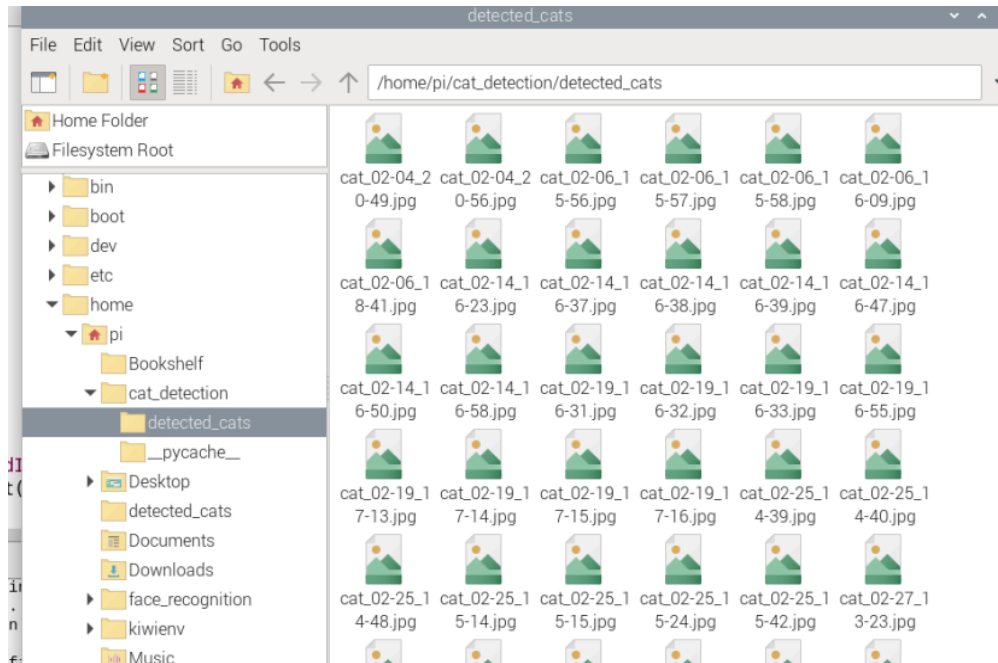 detected_cats
File Edit View Sort Go Tools
/home/pi/cat_detection/detected_cats
Home Folder
Filesystem Root
bin
boot
dev
etc
home
pi
Bookshelf
cat_detection
detected_cats
__pycache__
Desktop
detected_cats
Documents
Downloads
face_recognition
kiwienv
Music
cat_02-04_2 cat_02-04_2 cat_02-06_1 cat_02-06_1 cat_02-06_1 cat_02-06_1
0-49.jpg 0-56.jpg 5-56.jpg 5-57.jpg 5-58.jpg 6-09.jpg
cat_02-06_1 cat_02-14_1 cat_02-14_1 cat_02-14_1 cat_02-14_1 cat_02-14_1
8-41.jpg 6-23.jpg 6-37.jpg 6-38.jpg 6-39.jpg 6-47.jpg
cat_02-14_1 cat_02-14_1 cat_02-19_1 cat_02-19_1 cat_02-19_1 cat_02-19_1
6-50.jpg 6-58.jpg 6-31.jpg 6-32.jpg 6-33.jpg 6-55.jpg
cat_02-19_1 cat_02-19_1 cat_02-19_1 cat_02-19_1 cat_02-25_1 cat_02-25_1
7-13.jpg 7-14.jpg 7-15.jpg 7-16.jpg 4-39.jpg 4-40.jpg
cat_02-25_1 cat_02-25_1 cat_02-25_1 cat_02-25_1 cat_02-25_1 cat_02-27_1
4-48.jpg 5-14.jpg 5-15.jpg 5-24.jpg 5-42.jpg 3-23.jpg